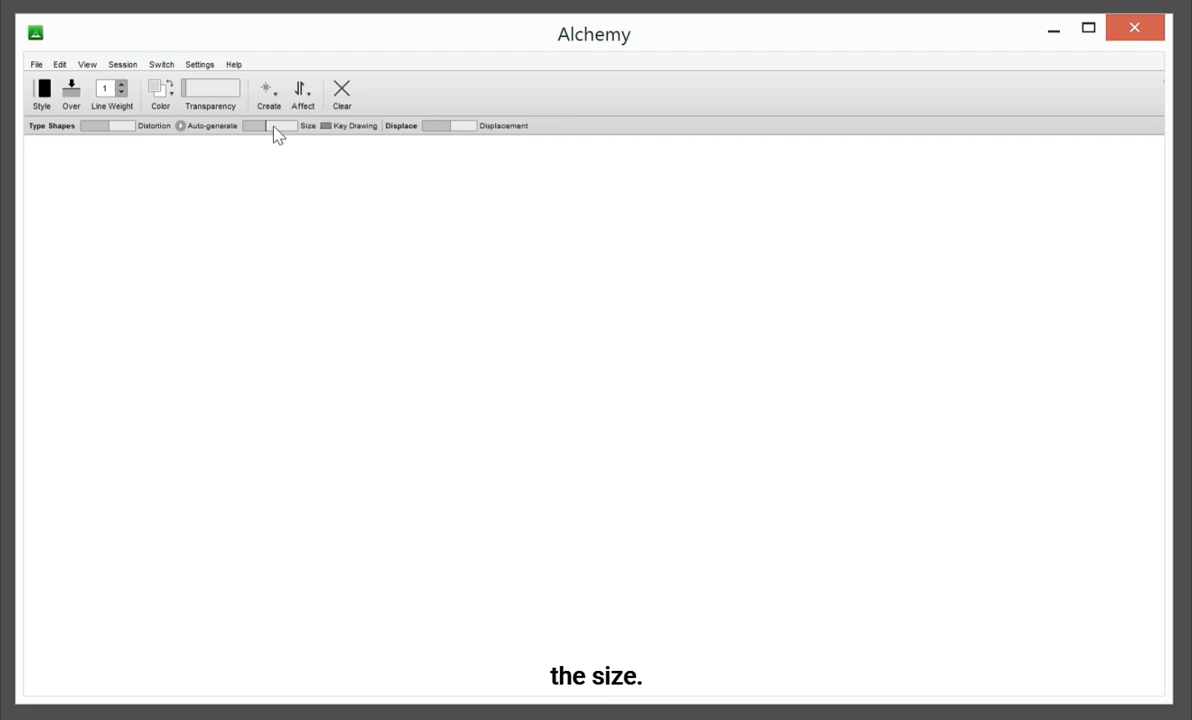 Alchemy
File Edit View Session Switch Settings Help
1
Style Over Line Weight Color Transparency Create Affect Clear
Type Shapes Distortion Auto-generate Size Key Drawing Displace Displacement
the size.